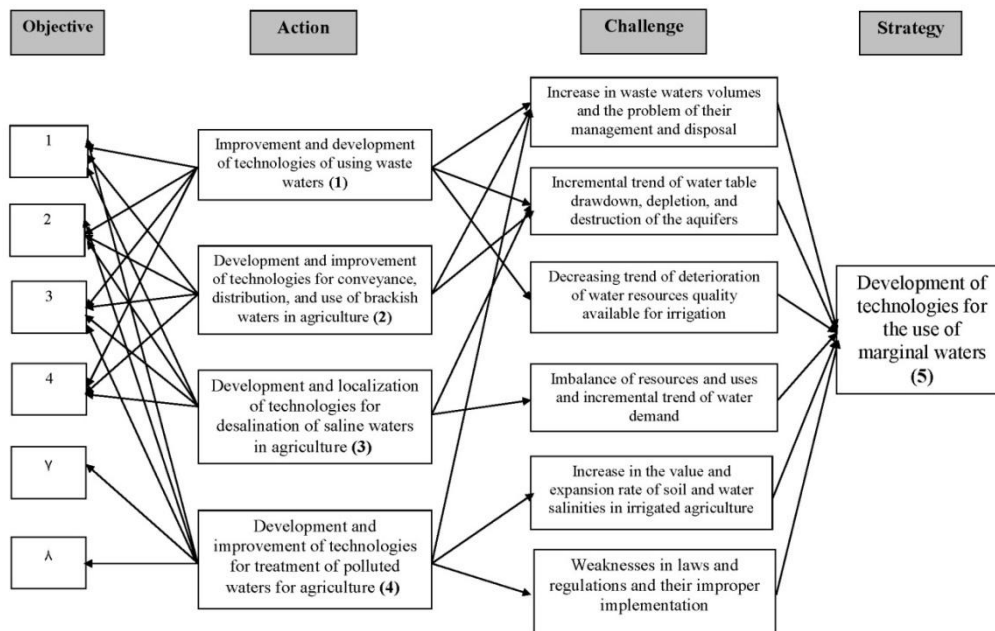 Objective
Action
Challenge
Strategy
1
2
3
4
٧
٨
Improvement and development
of technologies of using waste
waters (1)
Development and improvement
of technologies for conveyance,
distribution, and use of brackish
waters in agriculture (2)
Development and localization
of technologies for
desalination of saline waters
in agriculture (3)
Development and
improvement of technologies
for treatment of polluted
waters for agriculture (4)
Increase in waste waters volumes
and the problem of their
management and disposal
Incremental trend of water table
drawdown, depletion, and
destruction of the aquifers
Decreasing trend of deterioration
of water resources quality
available for irrigation
Imbalance of resources and uses
and incremental trend of water
demand
Increase in the value and
expansion rate of soil and water
salinities in irrigated agriculture
Weaknesses in laws and
regulations and their improper
implementation
Development of
technologies for
the use of
marginal waters
(5)